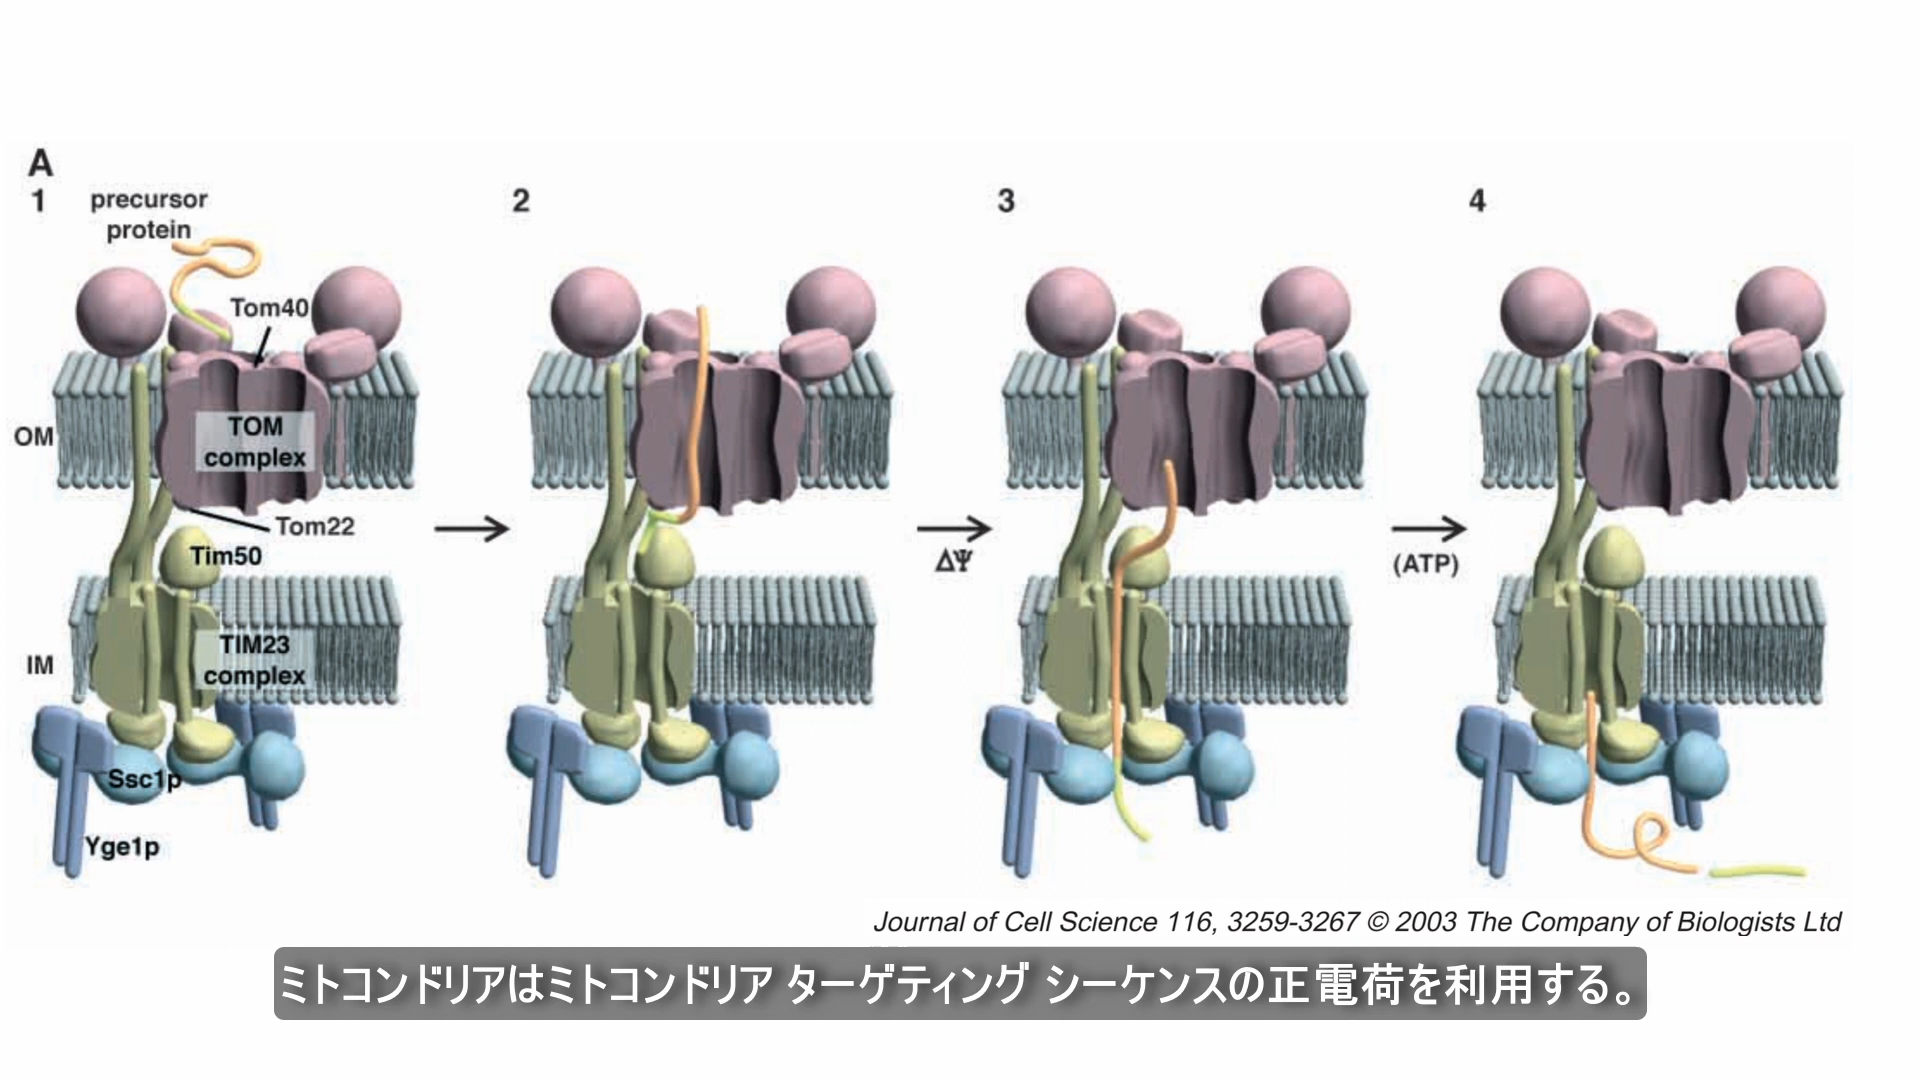 A
1
2
3
4
precursor
protein
Tom40
OM
TOM
complex
Tom22
Tim50
ΔΨ
(ATP)
IM
TIM23
complex
Ssc1p
Yge1p
Journal of Cell Science 116, 3259-3267 © 2003 The Company of Biologists Ltd
ミトコンドリアはミトコンドリア ターゲティング シーケンスの正電荷を利用する。